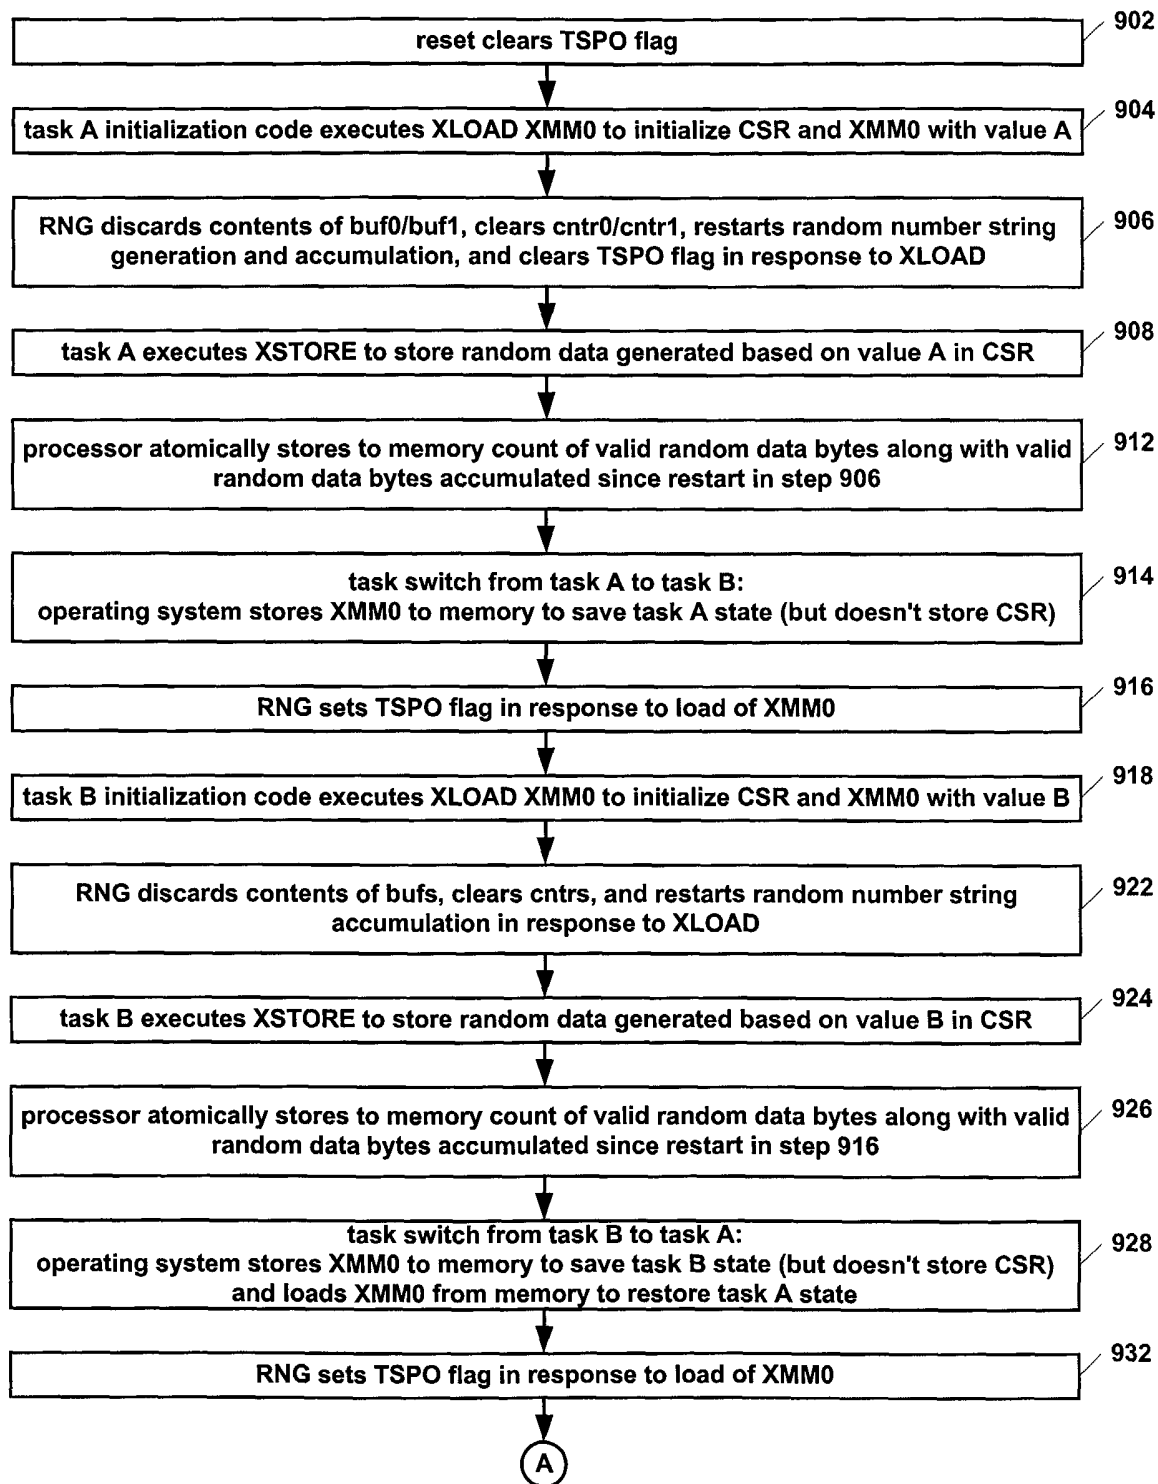 reset clears TSPO flag
902
task A initialization code executes XLOAD XMM0 to initialize CSR and XMM0 with value A
904
RNG discards contents of buf0/buf1, clears cntr0/cntr1, restarts random number string
generation and accumulation, and clears TSPO flag in response to XLOAD
906
task A executes XSTORE to store random data generated based on value A in CSR
908
processor atomically stores to memory count of valid random data bytes along with valid
random data bytes accumulated since restart in step 906
912
task switch from task A to task B:
operating system stores XMM0 to memory to save task A state (but doesn't store CSR)
914
RNG sets TSPO flag in response to load of XMM0
916
task B initialization code executes XLOAD XMM0 to initialize CSR and XMM0 with value B
918
RNG discards contents of bufs, clears cntrs, and restarts random number string
accumulation in response to XLOAD
922
task B executes XSTORE to store random data generated based on value B in CSR
924
processor atomically stores to memory count of valid random data bytes along with valid
random data bytes accumulated since restart in step 916
926
task switch from task B to task A:
operating system stores XMM0 to memory to save task B state (but doesn't store CSR)
and loads XMM0 from memory to restore task A state
928
RNG sets TSPO flag in response to load of XMM0
932
A